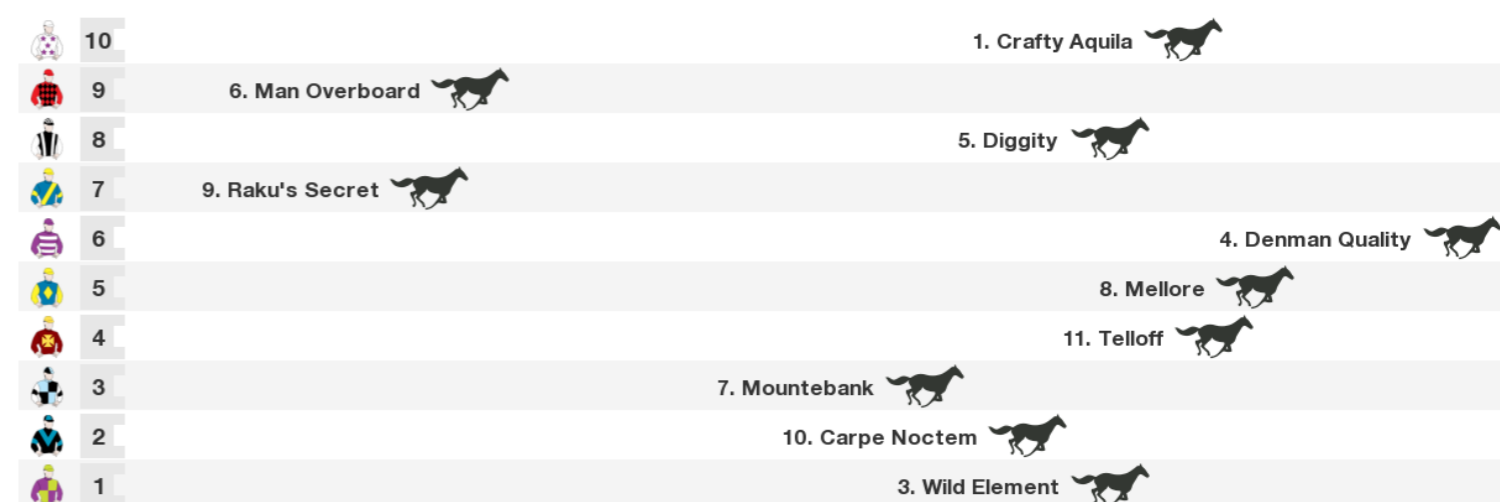 10 1. Crafty Aquila
9 6. Man Overboard
8 5. Diggity
7 9. Raku's Secret
6 4. Denman Quality
5 8. Mellore
4 11. Telloff
3 7. Mountebank
2 10. Carpe Noctem
1 3. Wild Element